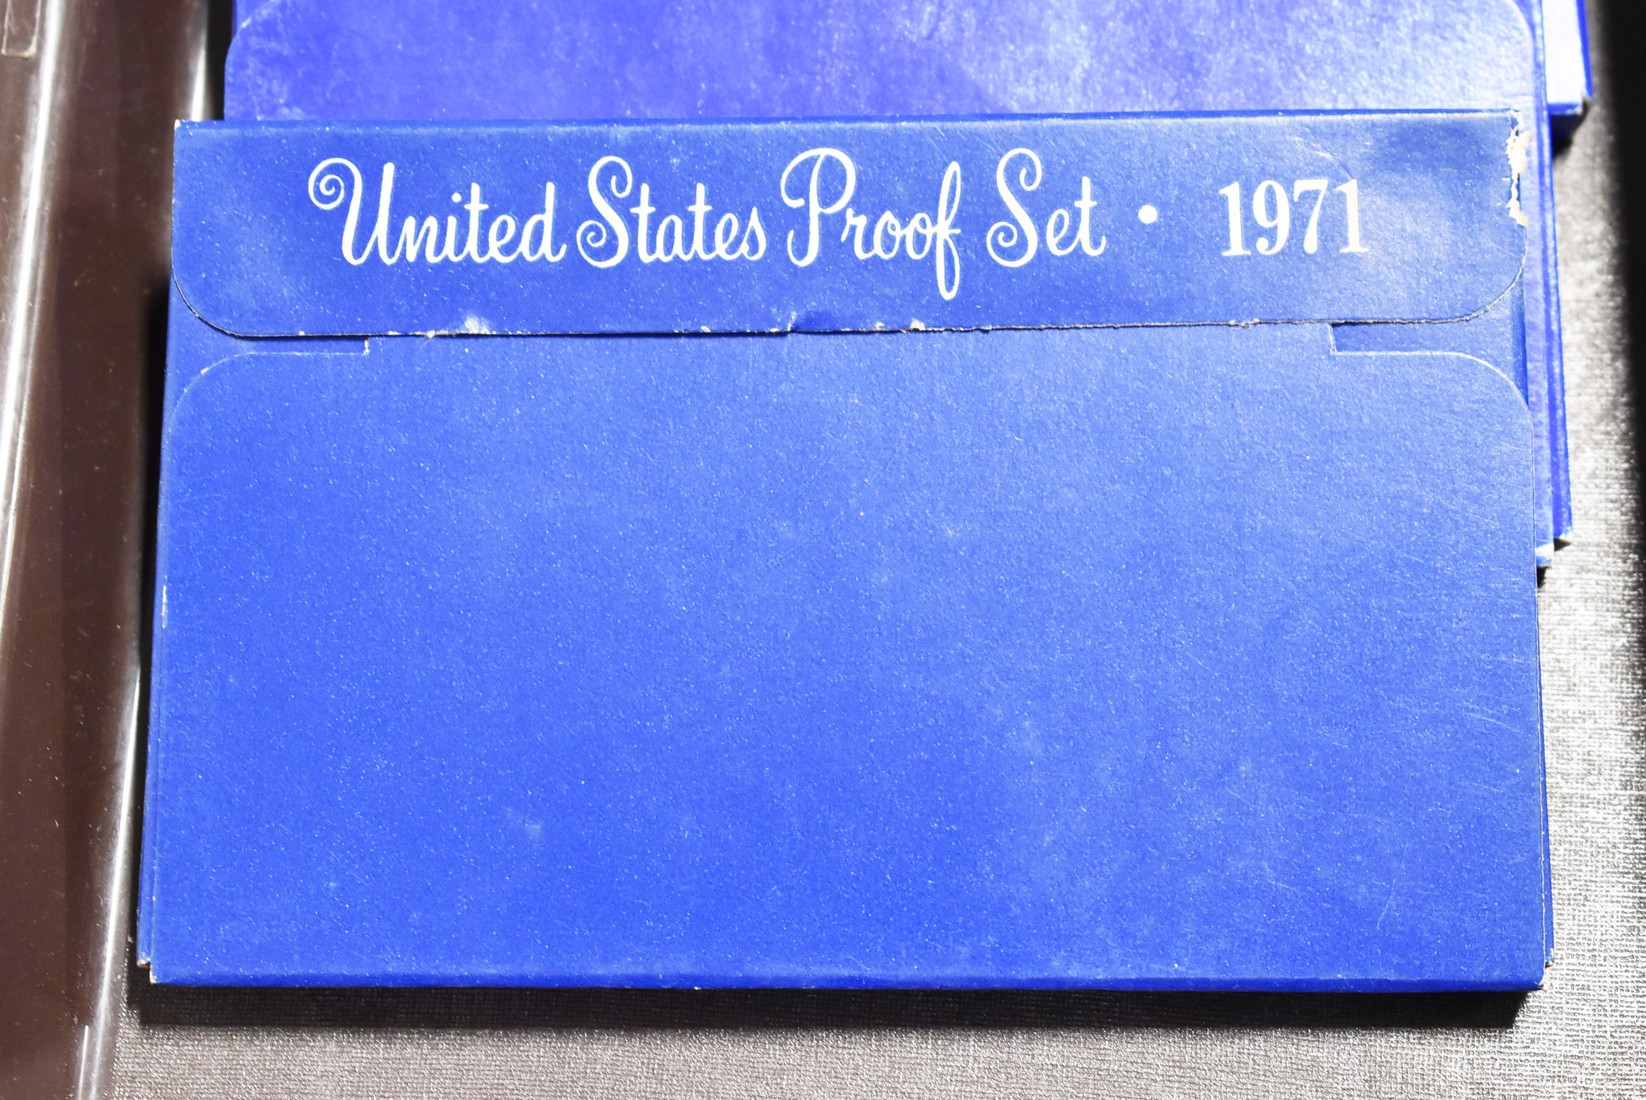 United States Proof Set • 1971